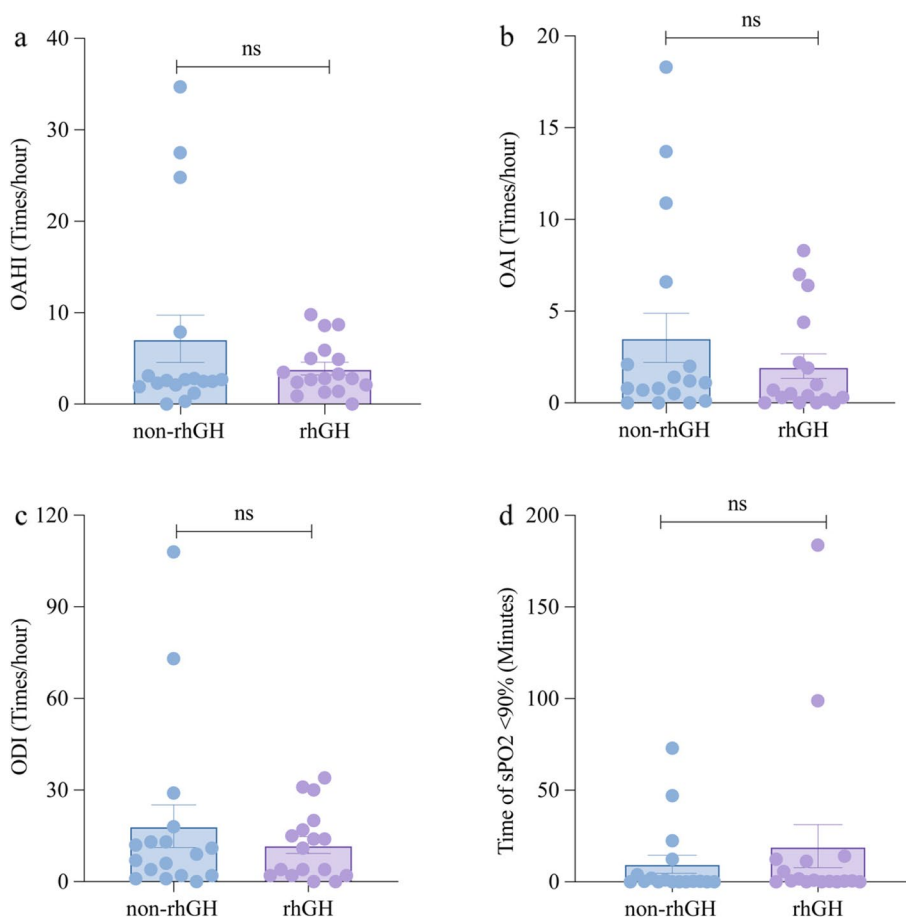 a
ns
40
30
20
10
0
OAHI (Times/hour)
non-rhGH
rhGH
b
ns
20
15
10
5
0
OAI (Times/hour)
non-rhGH
rhGH
c
ns
120
90
60
30
0
ODI (Times/hour)
non-rhGH
rhGH
d
ns
200
150
100
50
0
Time of sPO2 <90% (Minutes)
non-rhGH
rhGH